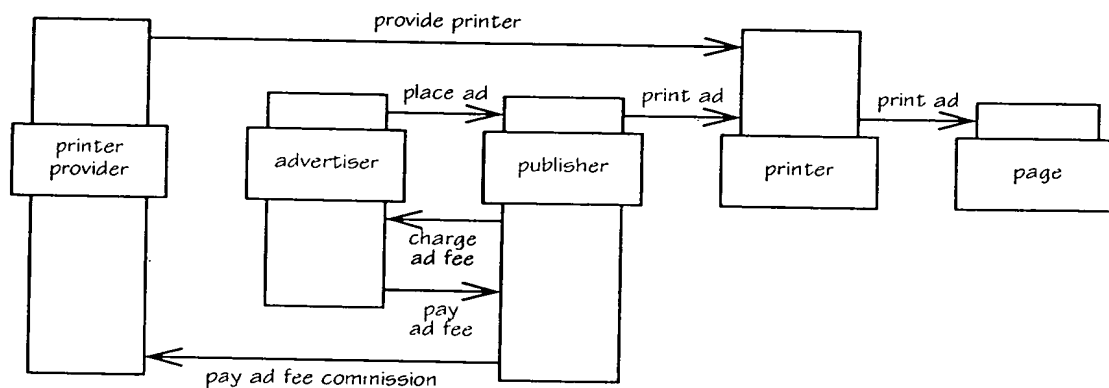 provide printer
place ad
print ad
print ad
printer
provider
advertiser
publisher
printer
page
charge
ad fee
pay
ad fee
pay ad fee commission